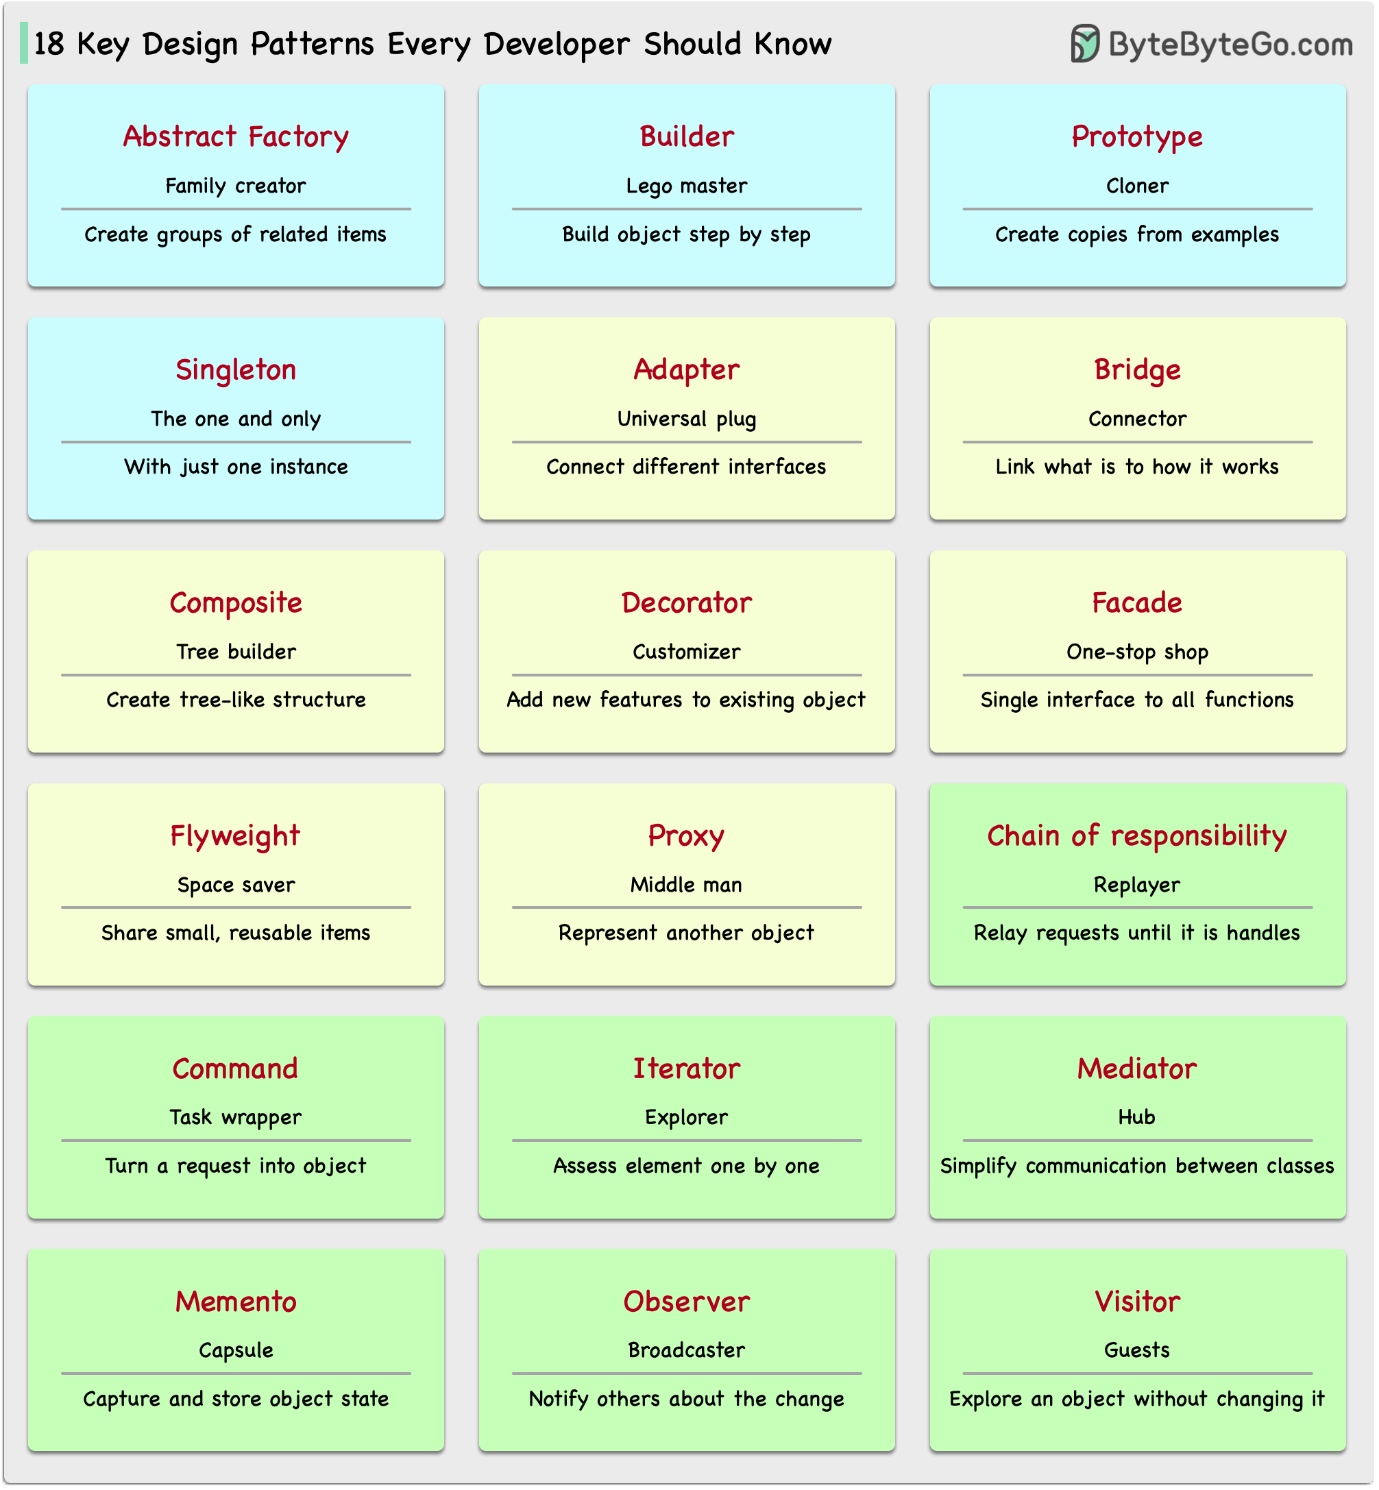 18 Key Design Patterns Every Developer Should Know
ByteByteGo.com
Abstract Factory
Family creator
Create groups of related items
Builder
Lego master
Build object step by step
Prototype
Cloner
Create copies from examples
Singleton
The one and only
With just one instance
Adapter
Universal plug
Connect different interfaces
Bridge
Connector
Link what is to how it works
Composite
Tree builder
Create tree-like structure
Decorator
Customizer
Add new features to existing object
Facade
One-stop shop
Single interface to all functions
Flyweight
Space saver
Share small, reusable items
Proxy
Middle man
Represent another object
Chain of responsibility
Replayer
Relay requests until it is handles
Command
Task wrapper
Turn a request into object
Iterator
Explorer
Assess element one by one
Mediator
Hub
Simplify communication between classes
Memento
Capsule
Capture and store object state
Observer
Broadcaster
Notify others about the change
Visitor
Guests
Explore an object without changing it